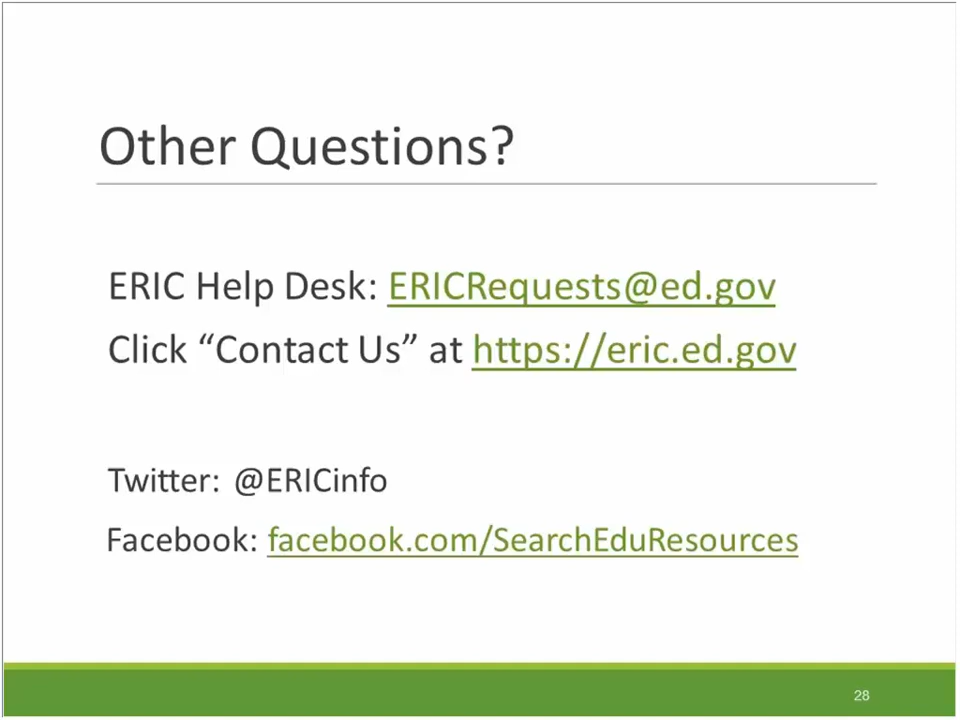 Other Questions?
ERIC Help Desk: ERICRequests@ed.gov
Click “Contact Us” at https://eric.ed.gov
Twitter: @ERICinfo
Facebook: facebook.com/SearchEduResources
28